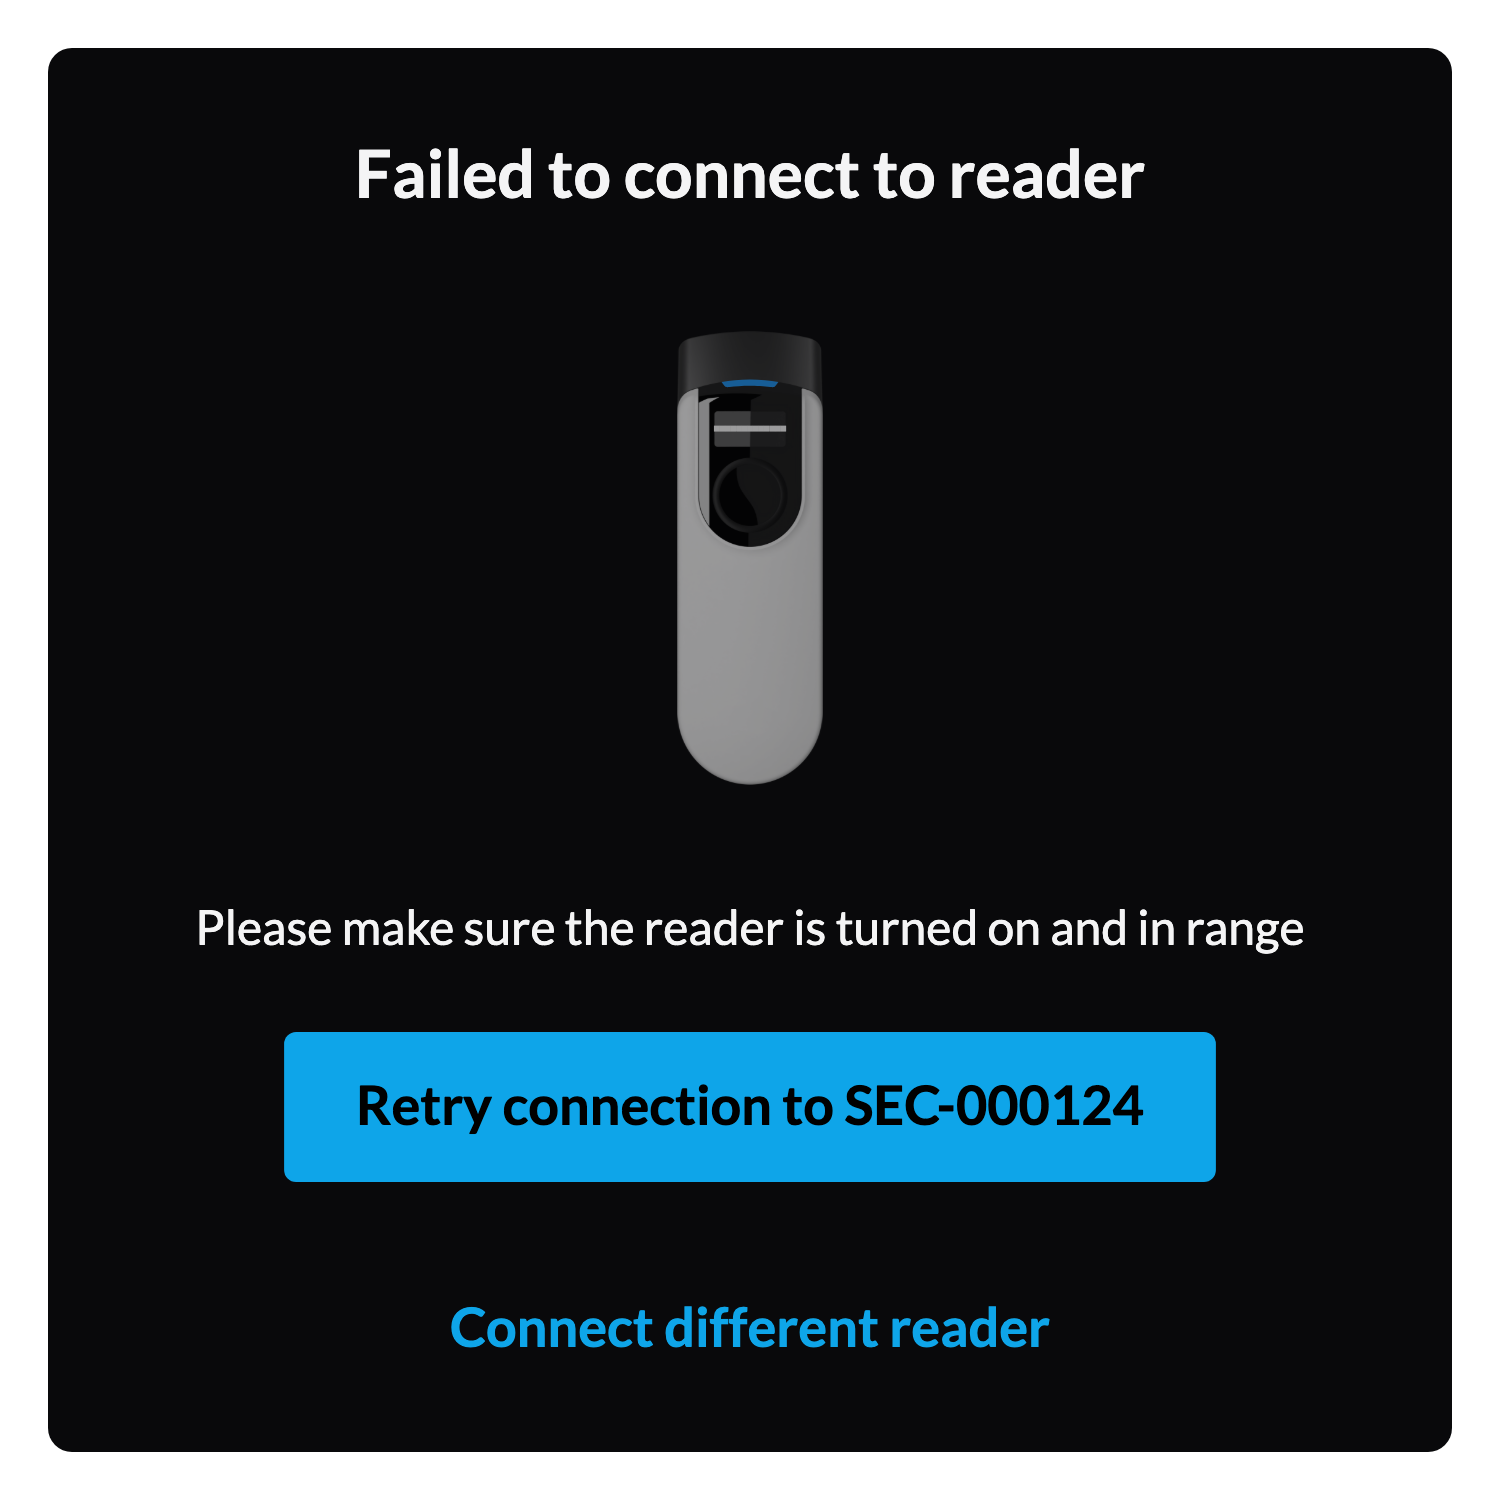 Failed to connect to reader
Please make sure the reader is turned on and in range
Retry connection to SEC-000124
Connect different reader